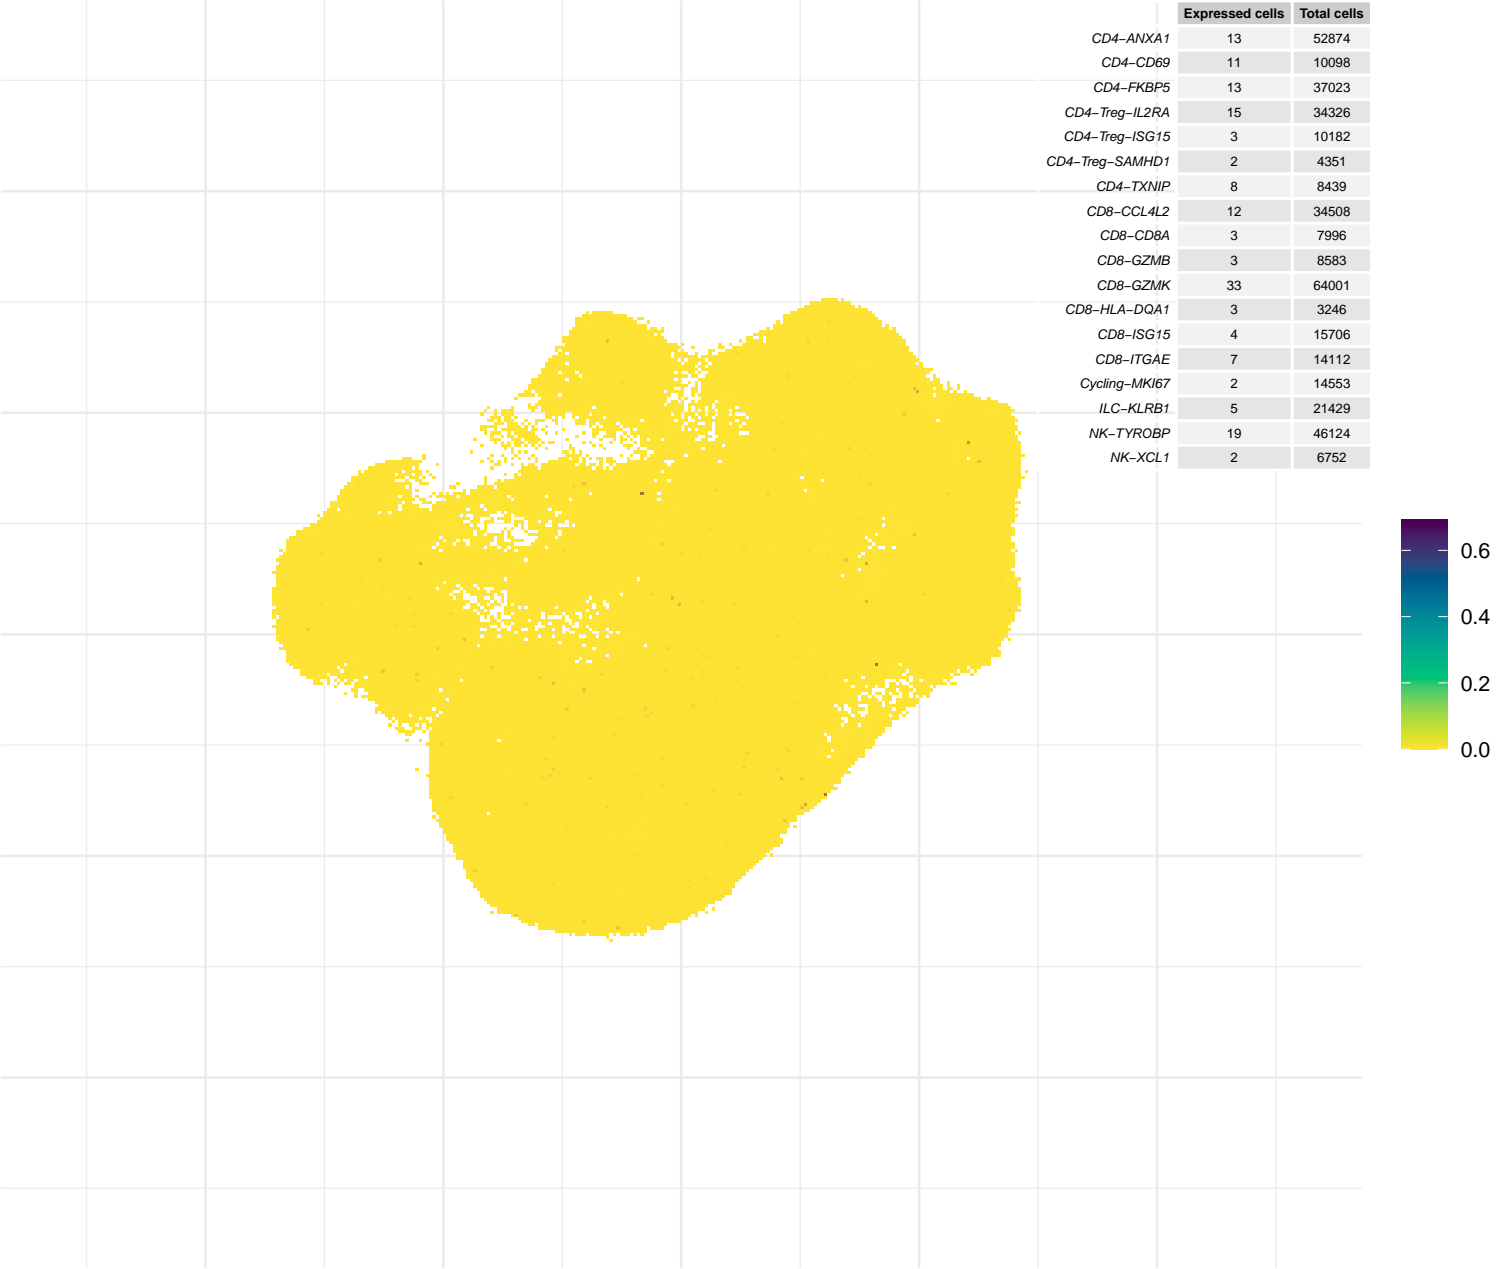 Expressed cells Total cells
CD4−ANXA1 13 52874
CD4−CD69 11 10098
CD4−FKBP5 13 37023
CD4−Treg−IL2RA 15 34326
CD4−Treg−ISG15 3 10182
CD4−Treg−SAMHD1 2 4351
CD4−TXNIP 8 8439
CD8−CCL4L2 12 34508
CD8−CD8A 3 7996
CD8−GZMB 3 8583
CD8−GZMK 33 64001
CD8−HLA−DQA1 3 3246
CD8−ISG15 4 15706
CD8−ITGAE 7 14112
Cycling−MKI67 2 14553
ILC−KLRB1 5 21429
NK−TYROBP 19 46124
NK−XCL1 2 6752
0.6
0.4
0.2
0.0